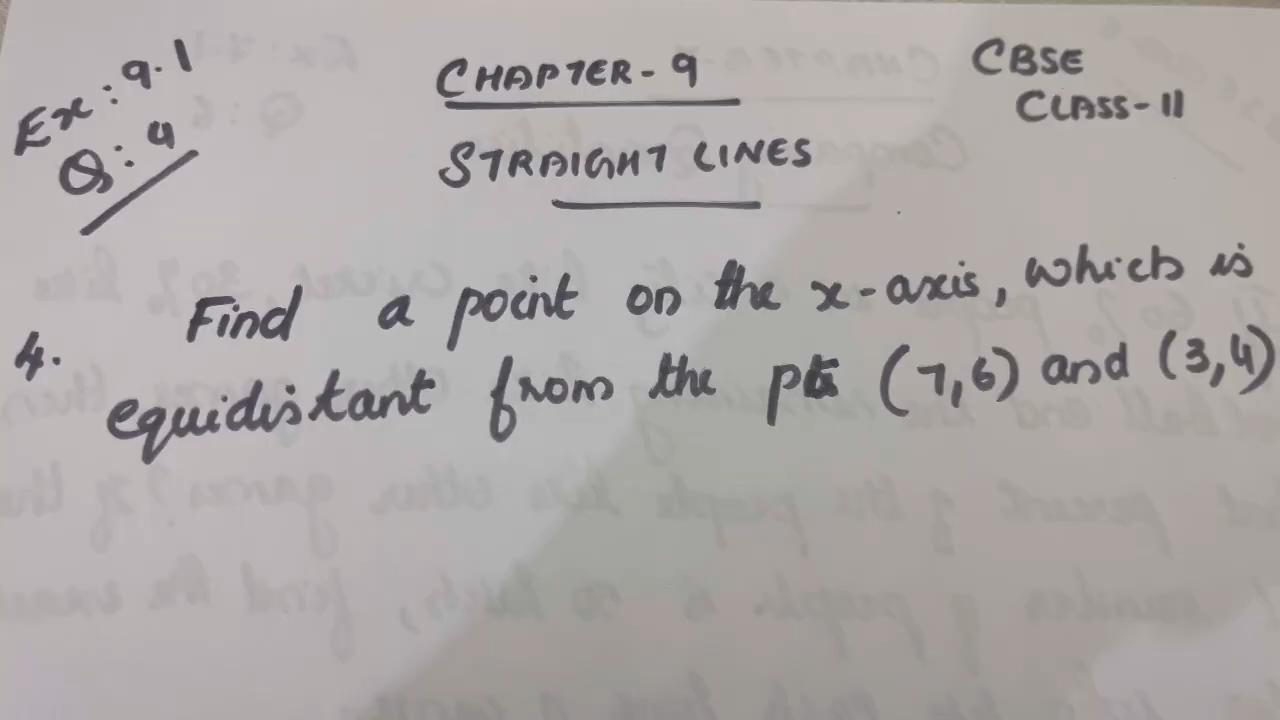 Ex: 9.1
Q: 4
CHAPTER-9
STRAIGHT LINES
CBSE
CLASS-11
4. Find a point on the x-axis, which is
equidistant from the pts (7,6) and (3,4)